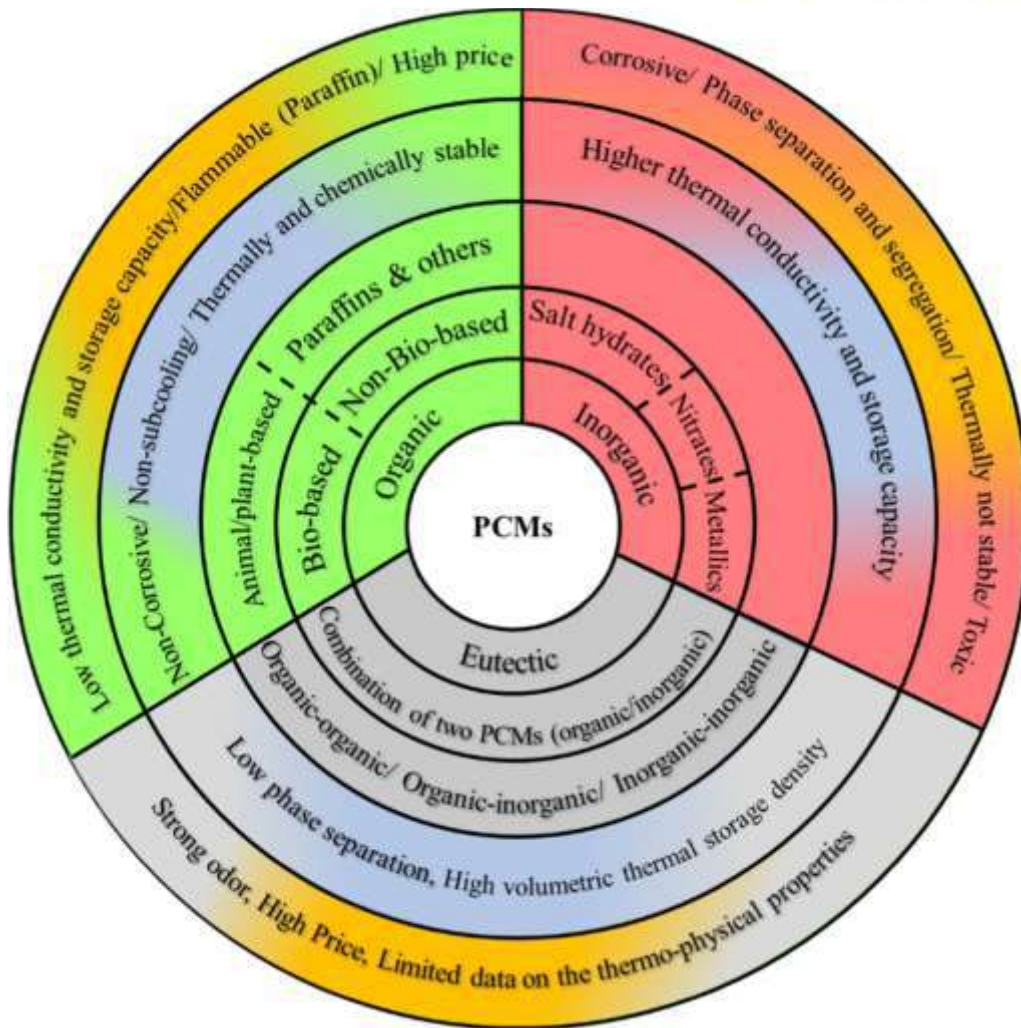 PCMs
Organic
Bio-based
Non-Bio-based
Animal/plant-based
Paraffins & others
Non-Corrosive/ Non-subcooling/ Thermally and chemically stable
Low thermal conductivity and storage capacity/Flammable (Paraffin)/ High price
Inorganic
Salt hydrates
Nitrates
Metallics
Higher thermal conductivity and storage capacity
Corrosive/ Phase separation and segregation/ Thermally not stable/ Toxic
Eutectic
Combination of two PCMs (organic/inorganic)
Organic-organic/ Organic-inorganic/ Inorganic-inorganic
Low phase separation, High volumetric thermal storage density
Strong odor, High Price, Limited data on the thermo-physical properties